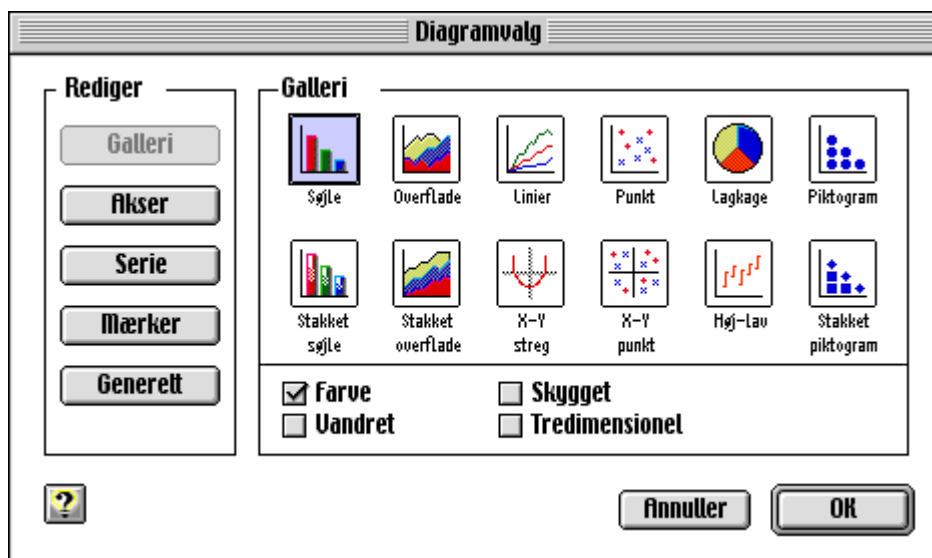 Diagramvalg
Rediger
Galleri
Akser
Serie
Mærker
Generelt
Galleri
Søjle
Overflade
Linier
Punkt
Lagkage
Piktogram
Stakket
søjle
Stakket
overflade
X-Y
streg
X-Y
punkt
Høj-Lav
Stakket
piktogram
Farve
Skygget
Vandret
Tredimensionel
?
Annuller
OK